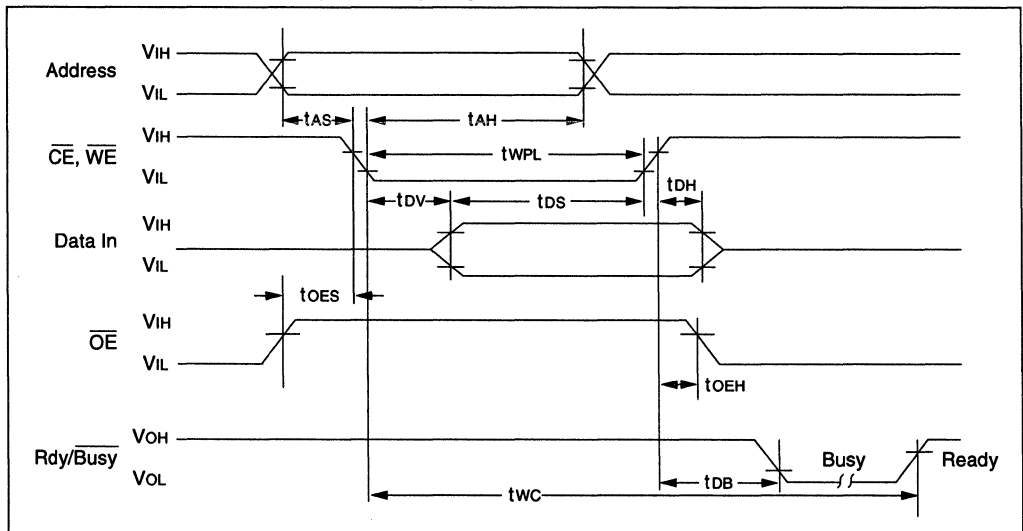 Address
VIH
VIL
tAS
tAH
CE, WE
VIH
VIL
tWPL
tDV
tDS
tDH
Data In
VIH
VIL
tOES
OE
VIH
VIL
tOEH
Rdy/Busy
VOH
VOL
Busy
Ready
tDB
tWC